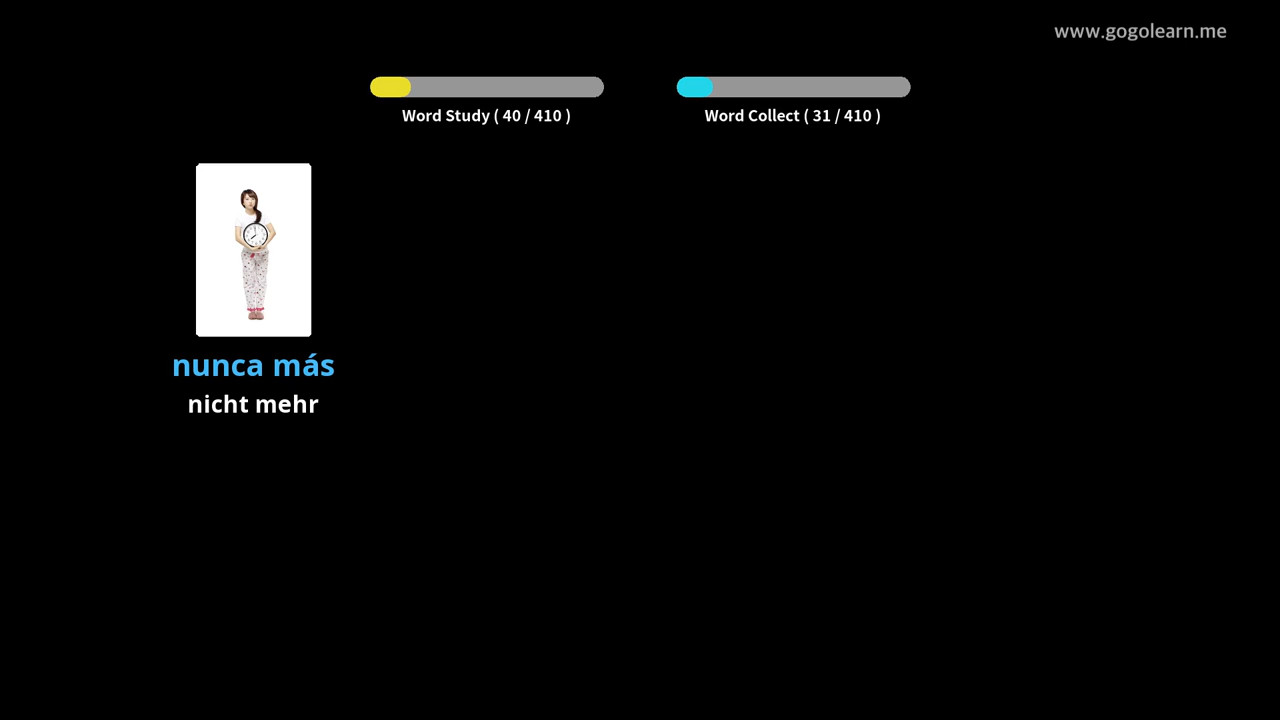 www.gogolearn.me
Word Study ( 40 / 410 )
Word Collect ( 31 / 410 )
nunca más
nicht mehr